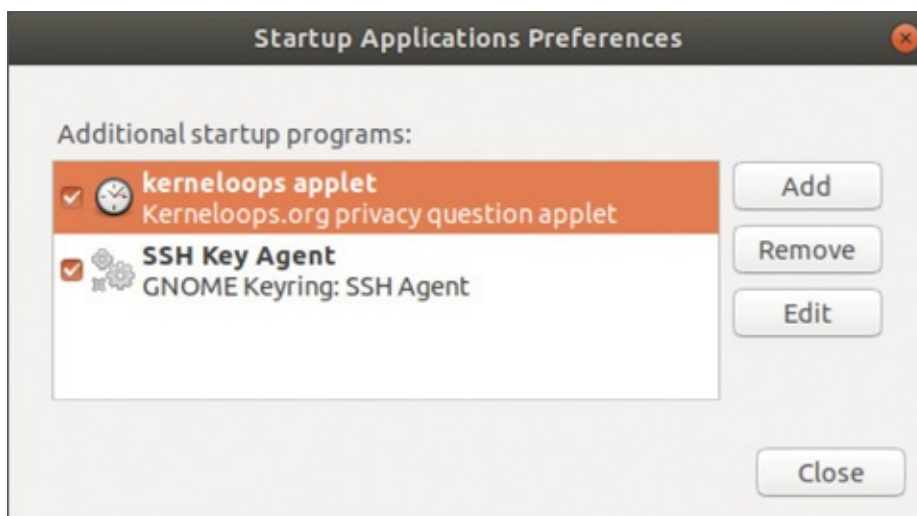 Startup Applications Preferences
Additional startup programs:
kerneloops applet
Kerneloops.org privacy question applet
SSH Key Agent
GNOME Keyring: SSH Agent
Add
Remove
Edit
Close